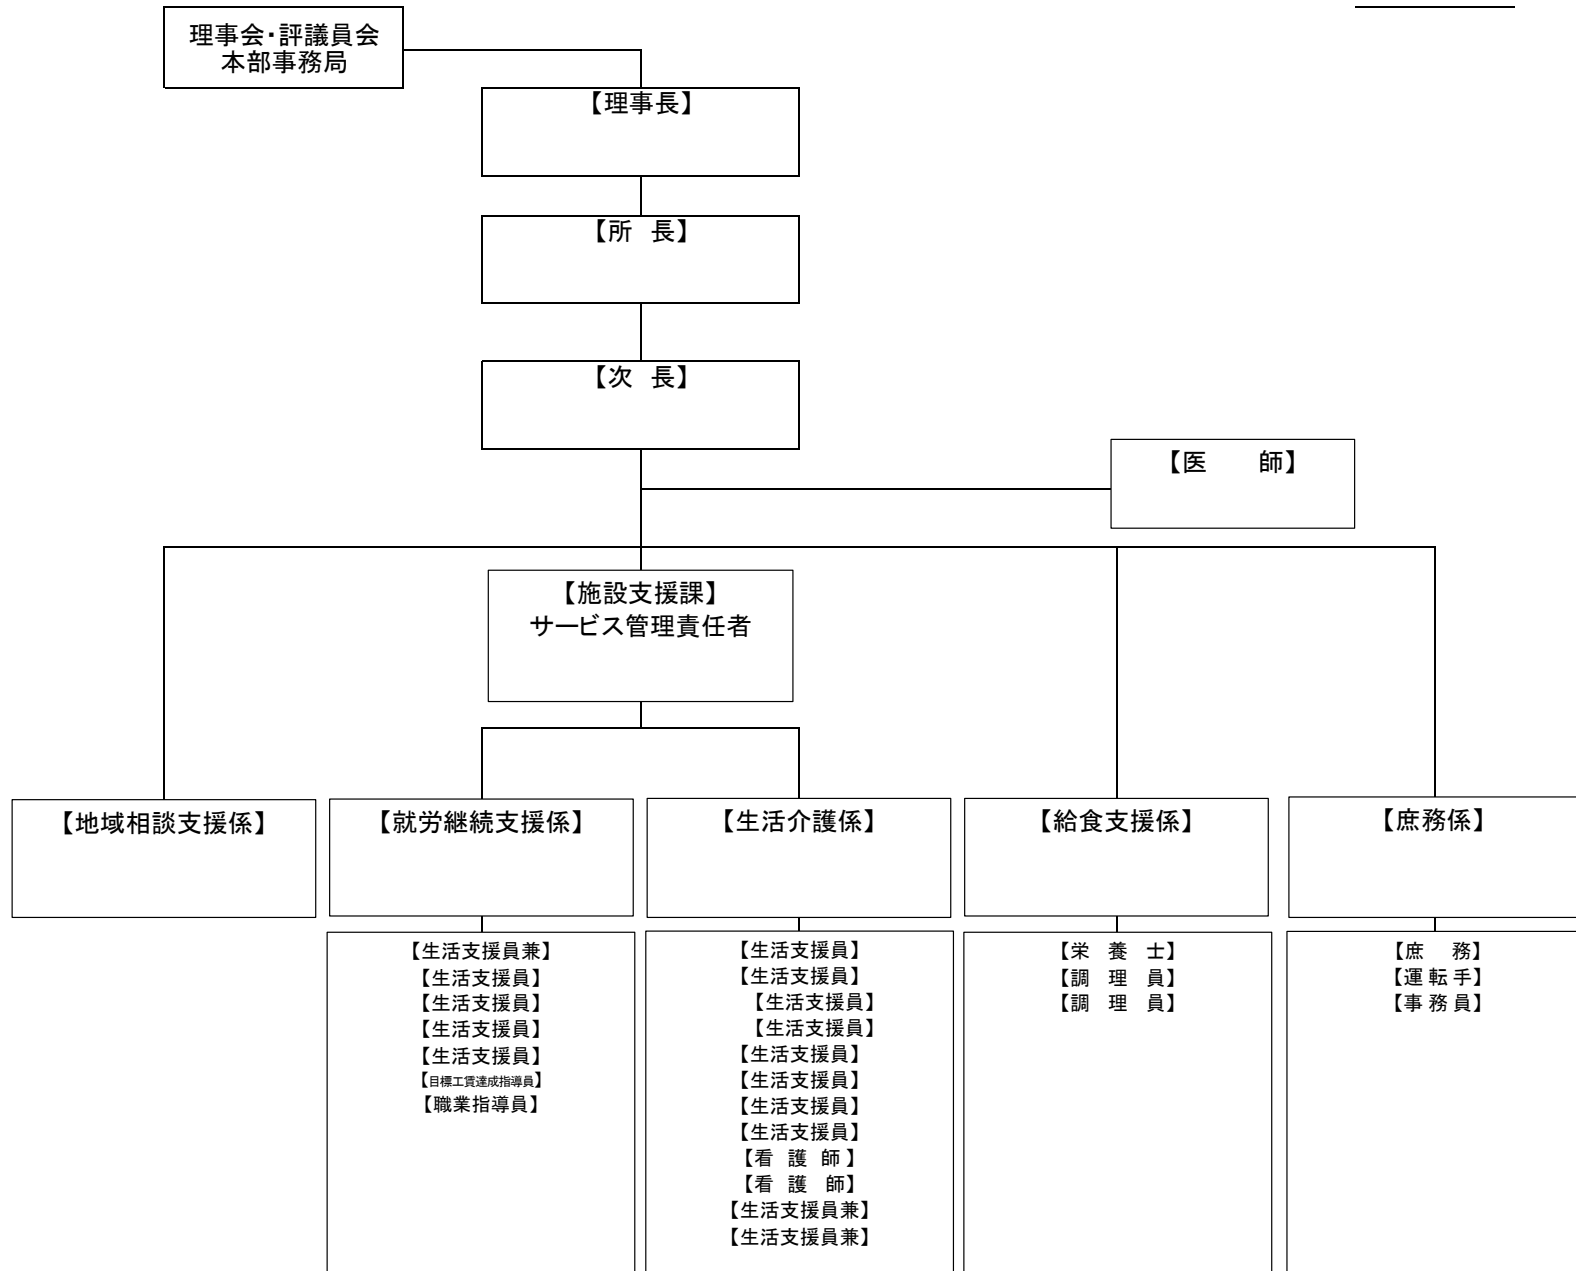 理事会・評議員会
本部事務局
【理事長】
【所 長】
【次 長】
【医 師】
【施設支援課】
サービス管理責任者
【地域相談支援係】
【就労継続支援係】
【生活介護係】
【給食支援係】
【庶務係】
【生活支援員兼】
【生活支援員】
【生活支援員】
【生活支援員】
【生活支援員】
【目標工賃達成指導員】
【職業指導員】
【生活支援員】
【生活支援員】
【生活支援員】
【生活支援員】
【生活支援員】
【生活支援員】
【生活支援員】
【生活支援員】
【看 護 師】
【看 護 師】
【生活支援員兼】
【生活支援員兼】
【栄 養 士】
【調 理 員】
【調 理 員】
【庶 務】
【運 転 手】
【事 務 員】